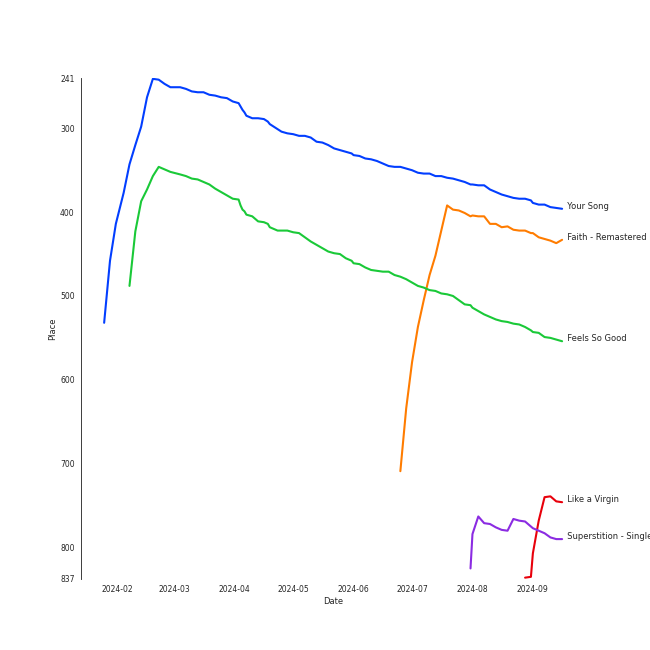 241
300
400
500
600
700
800
837
Place
2024-02
2024-03
2024-04
2024-05
2024-06
2024-07
2024-08
2024-09
Date
Your Song
Faith - Remastered
Feels So Good
Like a Virgin
Superstition - Single